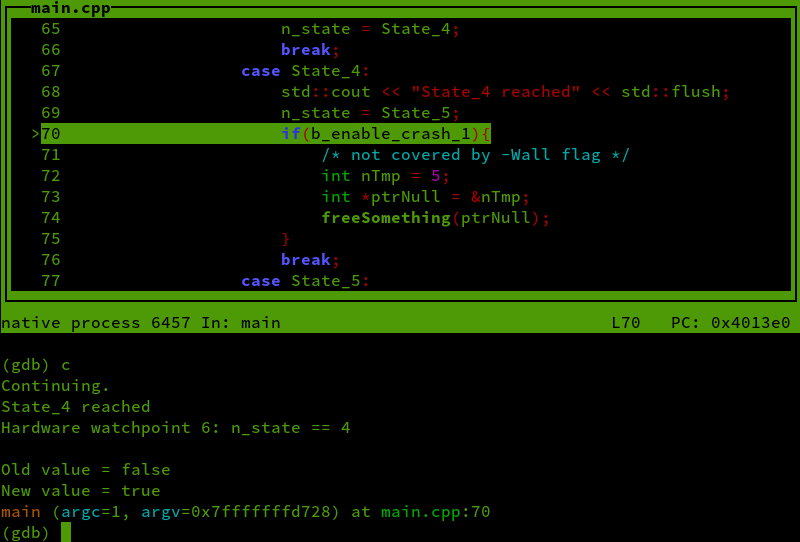 main.cpp
65                      n_state = State_4;
66                      break;
67                  case State_4:
68                      std::cout << "State_4 reached" << std::flush;
69                      n_state = State_5;
>70                      if(b_enable_crash_1){
71                          /* not covered by -Wall flag */
72                          int nTmp = 5;
73                          int *ptrNull = &nTmp;
74                          freeSomething(ptrNull);
75                      }
76                      break;
77                  case State_5:
native process 6457 In: main                                 L70   PC: 0x4013e0
(gdb) c
Continuing.
State_4 reached
Hardware watchpoint 6: n_state == 4
Old value = false
New value = true
main (argc=1, argv=0x7fffffffd728) at main.cpp:70
(gdb)